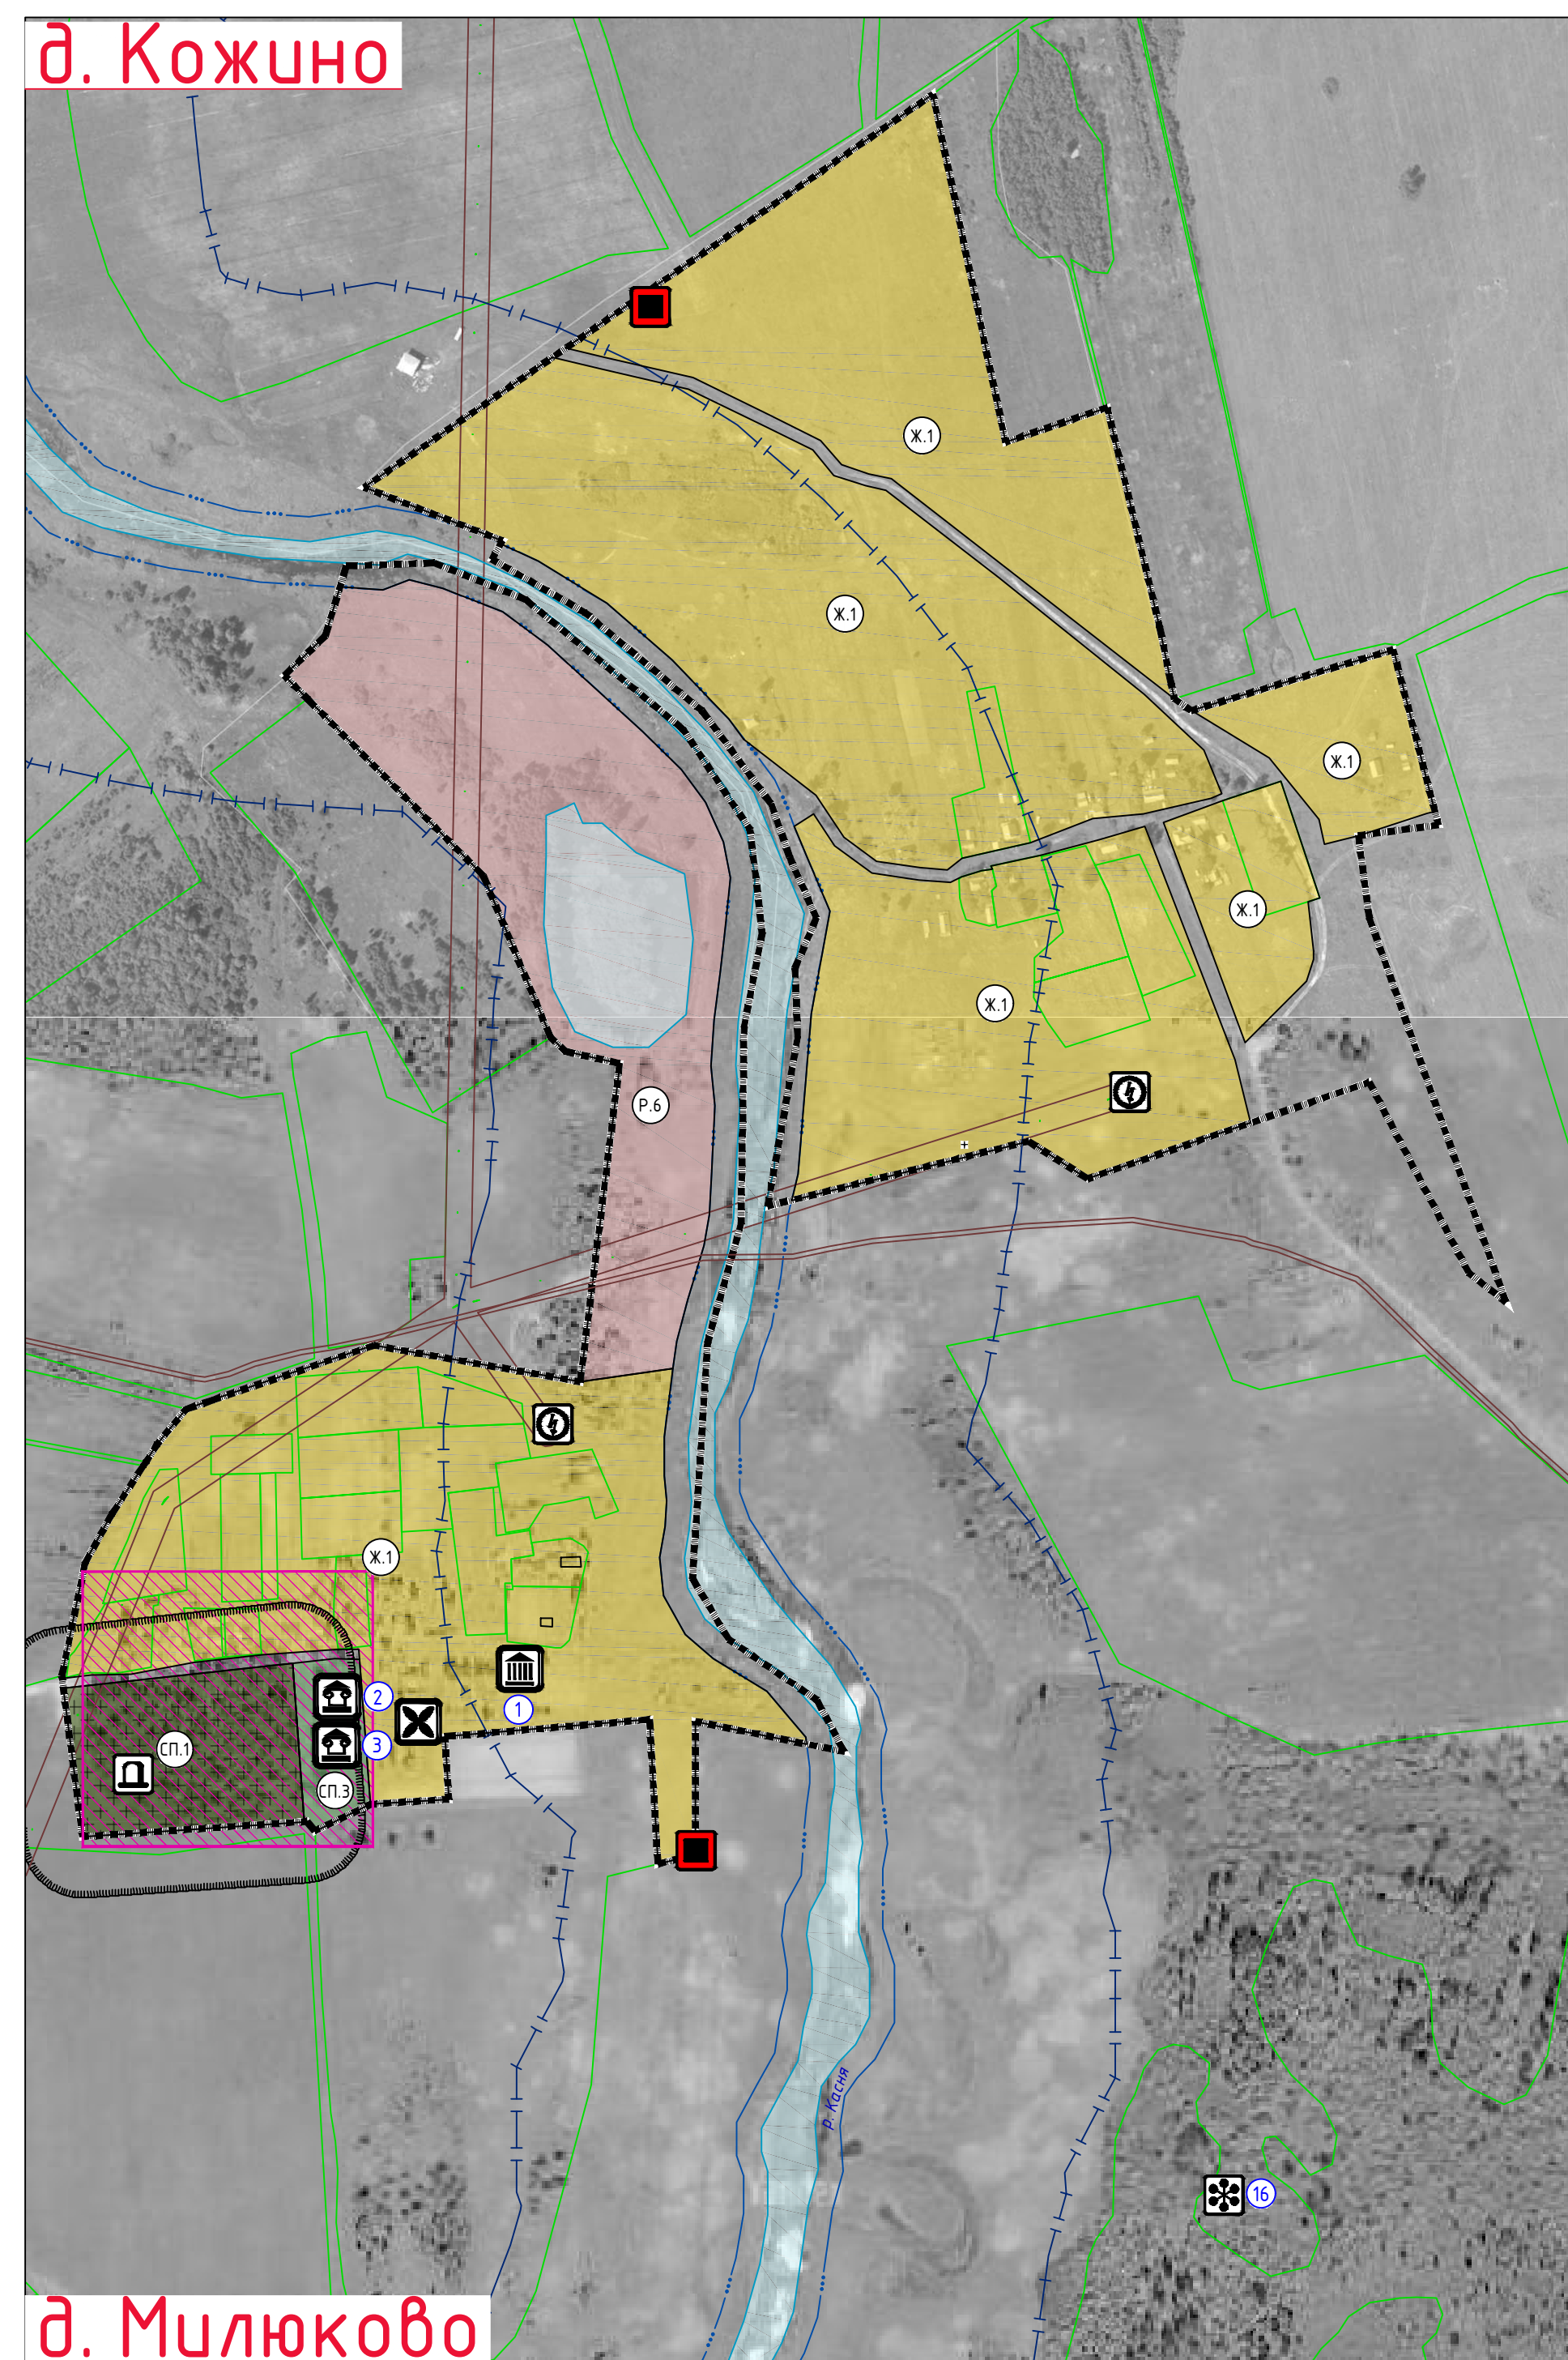 д. Кожино
Ж.1
Ж.1
Ж.1
Ж.1
Ж.1
Р.6
Ж.1
2
1
3
СП.1
СП.3
р. Касня
16
д. Милюково